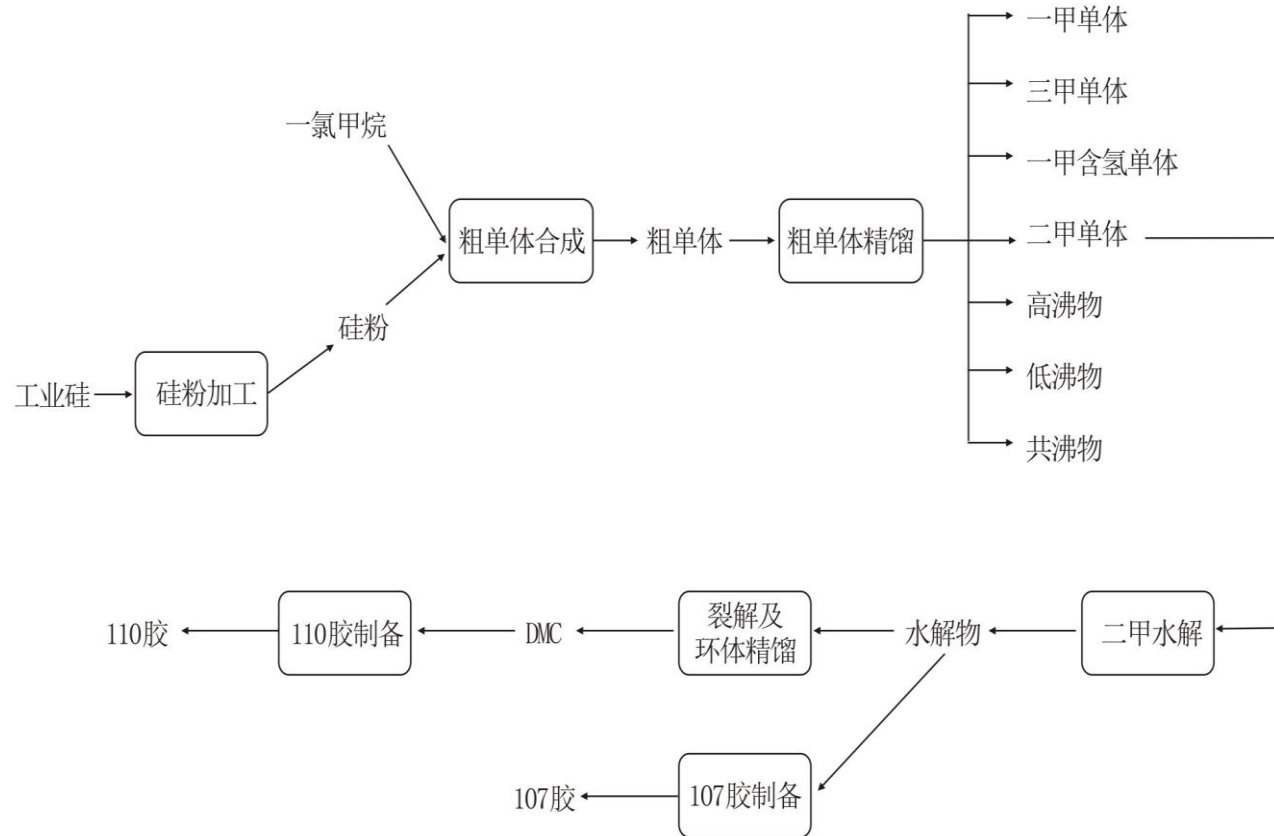 一甲单体
三甲单体
一氯甲烷
一甲含氢单体
粗单体合成
粗单体
粗单体精馏
二甲单体
高沸物
硅粉
低沸物
工业硅
硅粉加工
共沸物
110胶
110胶制备
DMC
裂解及
环体精馏
水解物
二甲水解
107胶
107胶制备